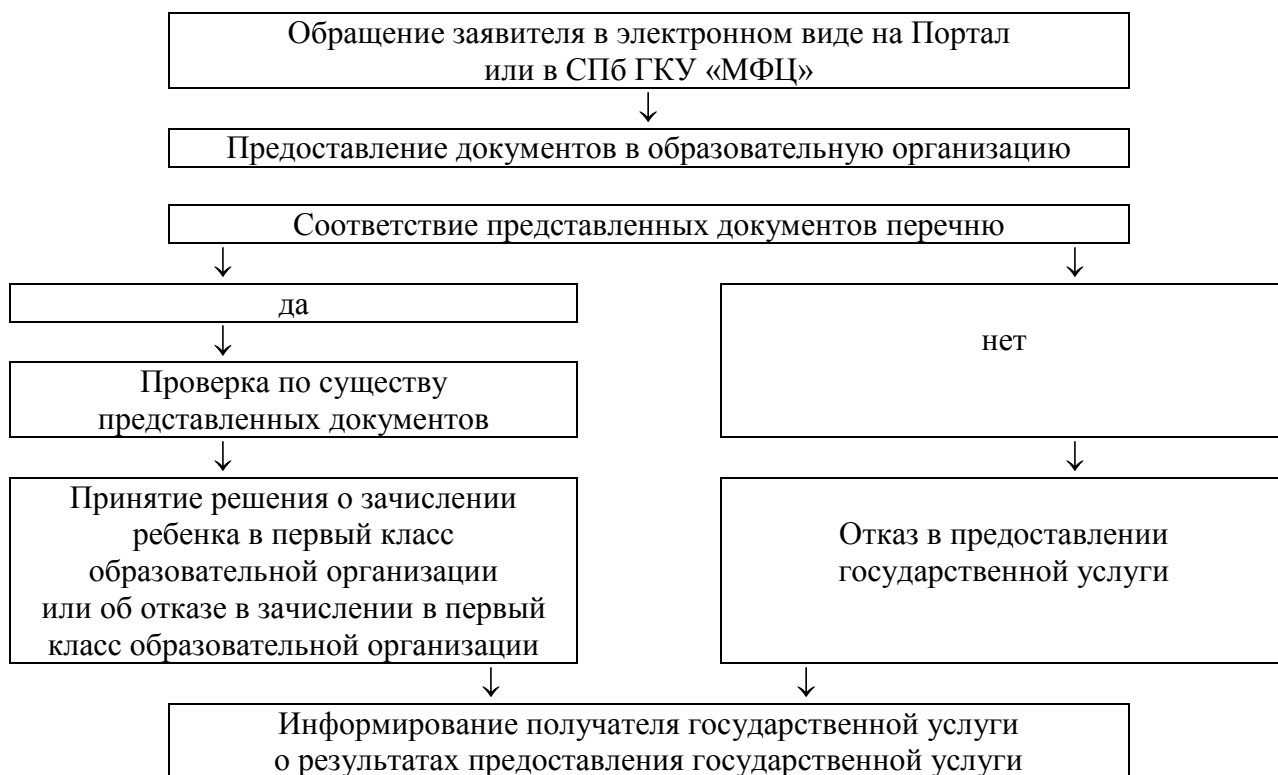 Обращение заявителя в электронном виде на Портал
или в СПб ГКУ «МФЦ»
Предоставление документов в образовательную организацию
Соответствие представленных документов перечню
да
нет
Проверка по существу
представленных документов
Принятие решения о зачислении
ребенка в первый класс
образовательной организации
или об отказе в зачислении в первый
класс образовательной организации
Отказ в предоставлении
государственной услуги
Информирование получателя государственной услуги
о результатах предоставления государственной услуги